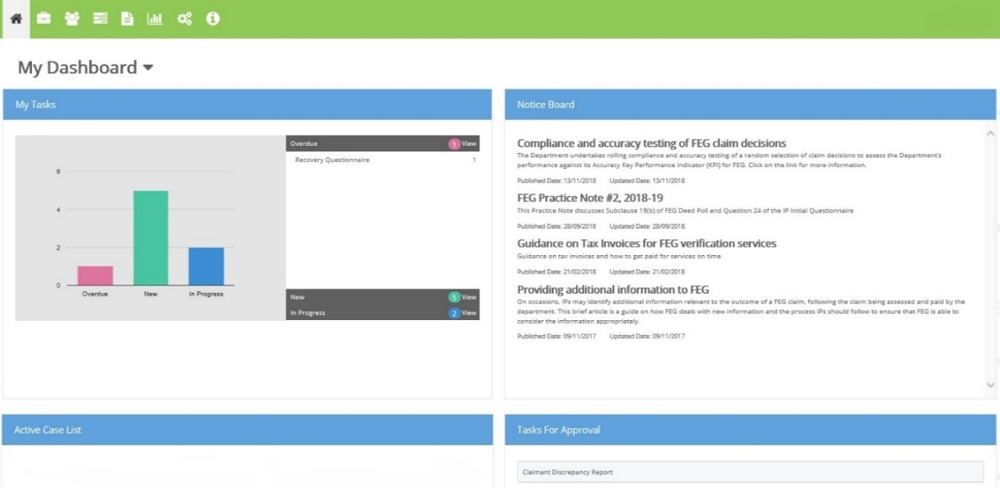 My Dashboard
My Tasks
6
4
2
0
Overdue New In Progress
Overdue 1 View
Recovery Questionnaire 1
New 5 View
In Progress 2 View
Notice Board
Compliance and accuracy testing of FEG claim decisions
The Department undertakes rolling compliance and accuracy testing of a random selection of claim decisions to assess the Department's
performance against its Accuracy Key Performance Indicator (KPI) for FEG. Click on the link for more information.
Published Date: 13/11/2018 Updated Date: 13/11/2018
FEG Practice Note #2, 2018-19
This Practice Note discusses Subclause 19(b) of FEG Deed Poll and Question 24 of the IP Initial Questionnaire
Published Date: 28/09/2018 Updated Date: 28/09/2018
Guidance on Tax Invoices for FEG verification services
Guidance on tax invoices and how to get paid for services on time
Published Date: 21/02/2018 Updated Date: 21/02/2018
Providing additional information to FEG
On occasions, IPs may identify additional information relevant to the outcome of a FEG claim, following the claim being assessed and paid by the
department. This brief article is a guide on how FEG deals with new information and the process IPs should follow to ensure that FEG is able to
consider the information appropriately.
Published Date: 09/11/2017 Updated Date: 09/11/2017
Active Case List
Tasks For Approval
Claimant Discrepancy Report